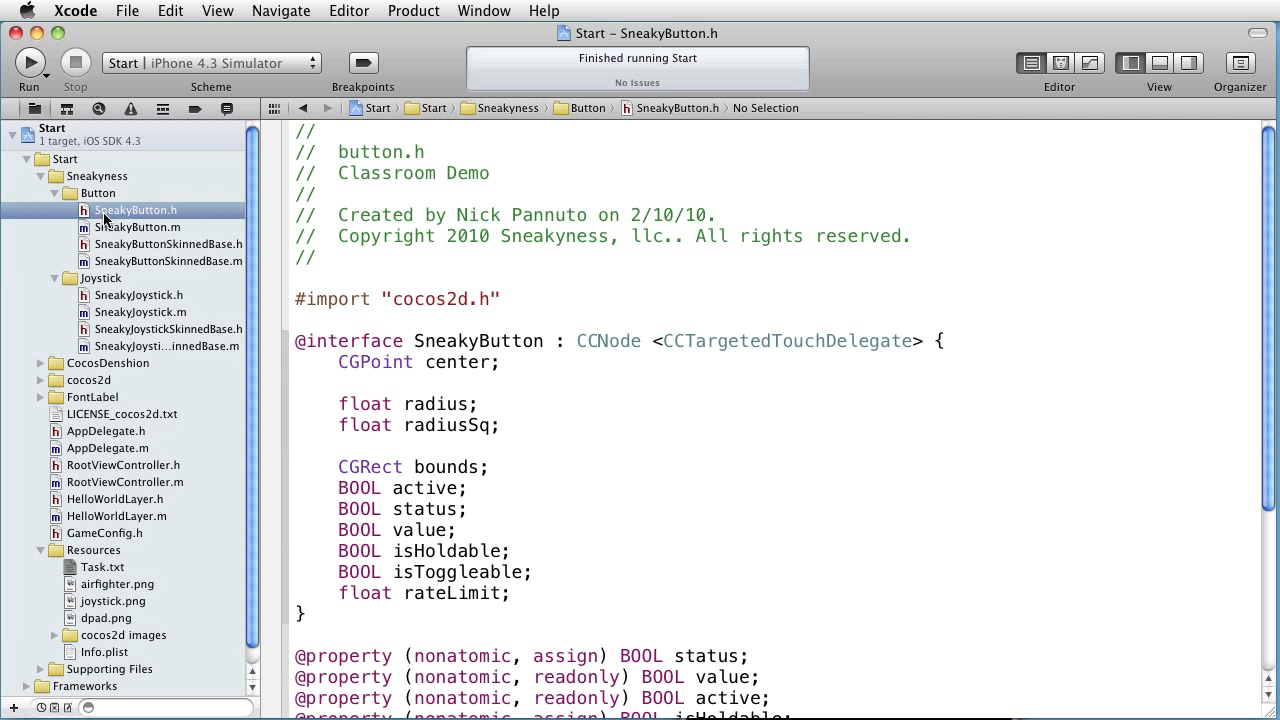 Xcode File Edit View Navigate Editor Product Window Help
Start – SneakyButton.h
Start | iPhone 4.3 Simulator
Finished running Start
No Issues
Run Stop Scheme Breakpoints Editor View Organizer
Start Start Sneakyness Button SneakyButton.h No Selection
Start
1 target, iOS SDK 4.3
Start
Sneakyness
Button
SneakyButton.h
SneakyButton.m
SneakyButtonSkinnedBase.h
SneakyButtonSkinnedBase.m
Joystick
SneakyJoystick.h
SneakyJoystick.m
SneakyJoystickSkinnedBase.h
SneakyJoysti...innedBase.m
CocosDenshion
cocos2d
FontLabel
LICENSE_cocos2d.txt
AppDelegate.h
AppDelegate.m
RootViewController.h
RootViewController.m
HelloWorldLayer.h
HelloWorldLayer.m
GameConfig.h
Resources
Task.txt
airfighter.png
joystick.png
dpad.png
cocos2d images
Info.plist
Supporting Files
Frameworks
//
// button.h
// Classroom Demo
//
// Created by Nick Pannuto on 2/10/10.
// Copyright 2010 Sneakyness, llc.. All rights reserved.
//
#import "cocos2d.h"
@interface SneakyButton : CCNode <CCTargetedTouchDelegate> {
CGPoint center;
float radius;
float radiusSq;
CGRect bounds;
BOOL active;
BOOL status;
BOOL value;
BOOL isHoldable;
BOOL isToggleable;
float rateLimit;
}
@property (nonatomic, assign) BOOL status;
@property (nonatomic, readonly) BOOL value;
@property (nonatomic, readonly) BOOL active;
@property (nonatomic, assign) BOOL isHoldable;